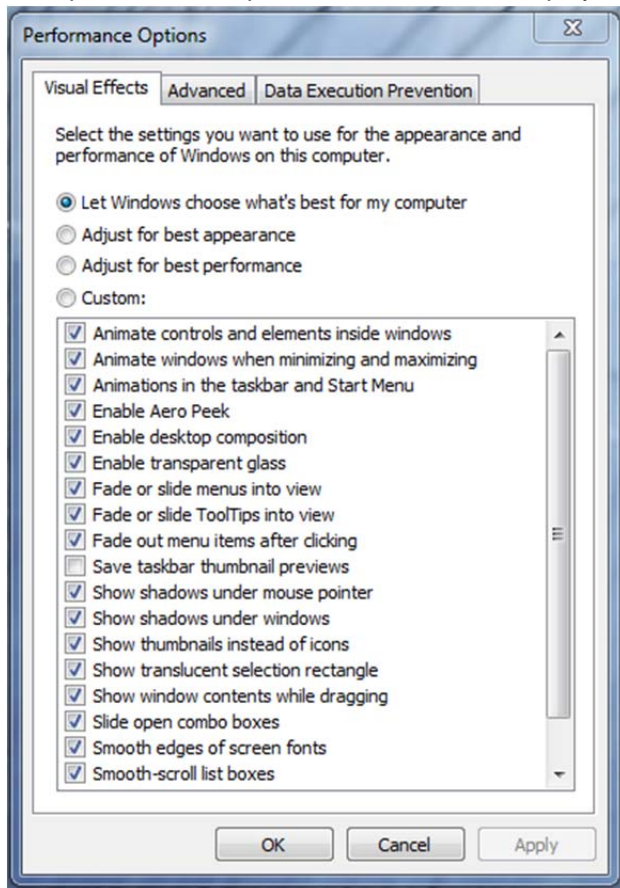 Performance Options
Visual Effects Advanced Data Execution Prevention
Select the settings you want to use for the appearance and
performance of Windows on this computer.
Let Windows choose what's best for my computer
Adjust for best appearance
Adjust for best performance
Custom:
Animate controls and elements inside windows
Animate windows when minimizing and maximizing
Animations in the taskbar and Start Menu
Enable Aero Peek
Enable desktop composition
Enable transparent glass
Fade or slide menus into view
Fade or slide ToolTips into view
Fade out menu items after clicking
Save taskbar thumbnail previews
Show shadows under mouse pointer
Show shadows under windows
Show thumbnails instead of icons
Show translucent selection rectangle
Show window contents while dragging
Slide open combo boxes
Smooth edges of screen fonts
Smooth-scroll list boxes
OK Cancel Apply